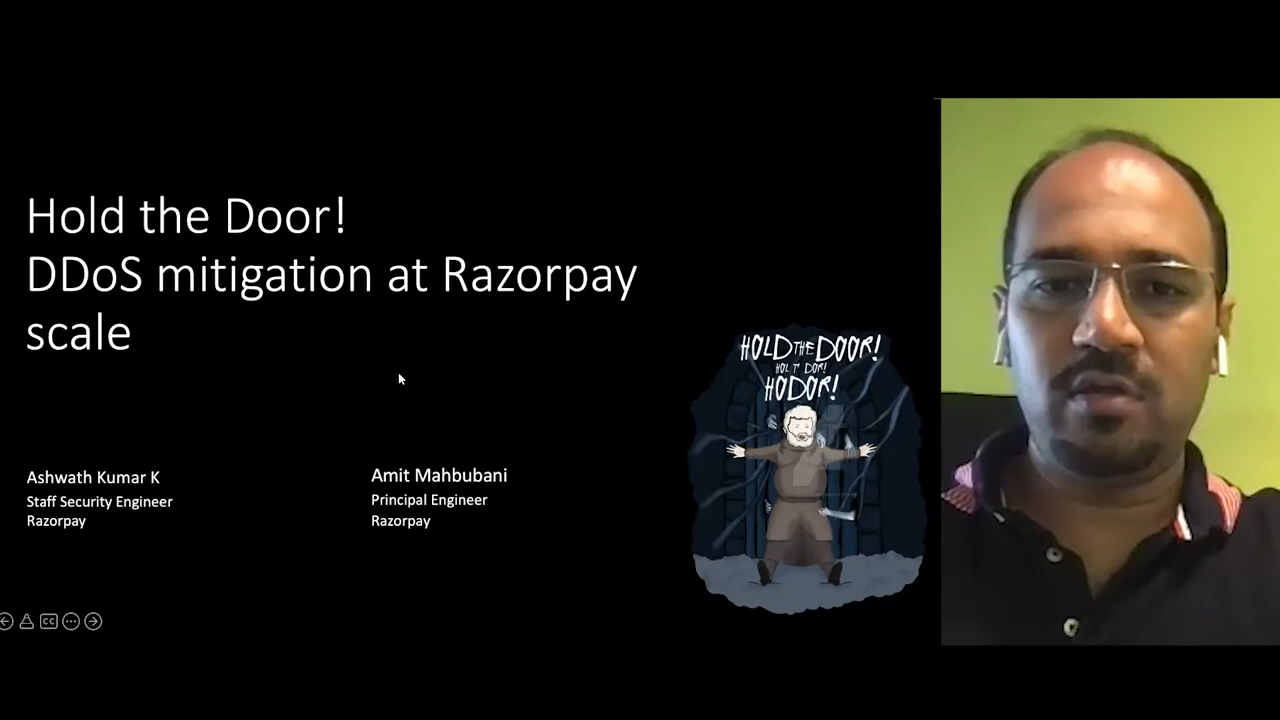 Hold the Door!
DDoS mitigation at Razorpay
scale
HOLD THE DOOR!
HOL T' DOR!
HODOR!
Ashwath Kumar K
Staff Security Engineer
Razorpay
Amit Mahbubani
Principal Engineer
Razorpay
CC